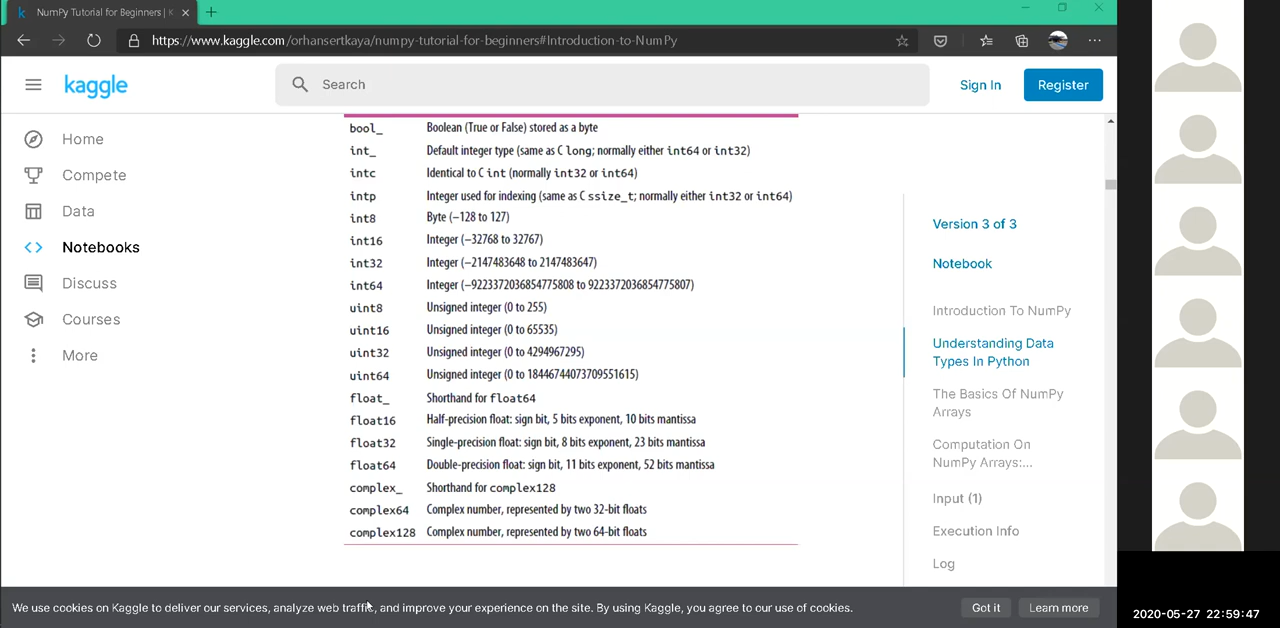 NumPy Tutorial for Beginners | K
https://www.kaggle.com/orhansertkaya/numpy-tutorial-for-beginners#Introduction-to-NumPy
kaggle
Search
Sign In
Register
Home
Compete
Data
Notebooks
Discuss
Courses
More
bool_ Boolean (True or False) stored as a byte
int_ Default integer type (same as C long; normally either int64 or int32)
intc Identical to C int (normally int32 or int64)
intp Integer used for indexing (same as C ssize_t; normally either int32 or int64)
int8 Byte (−128 to 127)
int16 Integer (−32768 to 32767)
int32 Integer (−2147483648 to 2147483647)
int64 Integer (−9223372036854775808 to 9223372036854775807)
uint8 Unsigned integer (0 to 255)
uint16 Unsigned integer (0 to 65535)
uint32 Unsigned integer (0 to 4294967295)
uint64 Unsigned integer (0 to 18446744073709551615)
float_ Shorthand for float64
float16 Half-precision float: sign bit, 5 bits exponent, 10 bits mantissa
float32 Single-precision float: sign bit, 8 bits exponent, 23 bits mantissa
float64 Double-precision float: sign bit, 11 bits exponent, 52 bits mantissa
complex_ Shorthand for complex128
complex64 Complex number, represented by two 32-bit floats
complex128 Complex number, represented by two 64-bit floats
Version 3 of 3
Notebook
Introduction To NumPy
Understanding Data
Types In Python
The Basics Of NumPy
Arrays
Computation On
NumPy Arrays:...
Input (1)
Execution Info
Log
We use cookies on Kaggle to deliver our services, analyze web traffic, and improve your experience on the site. By using Kaggle, you agree to our use of cookies.
Got it
Learn more
2020-05-27 22:59:47